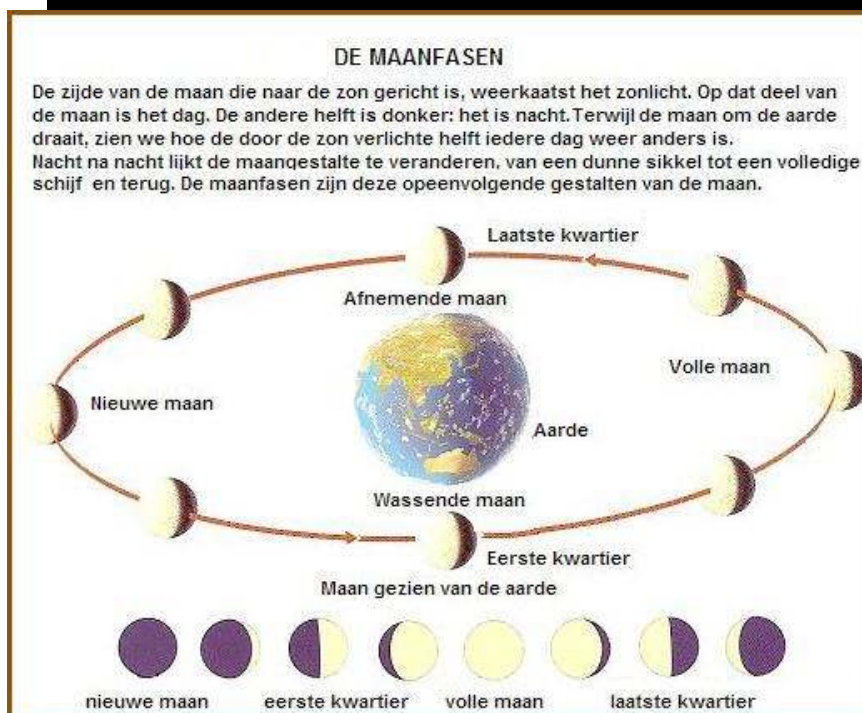 DE MAANFASEN
De zijde van de maan die naar de zon gericht is, weerkaatst het zonlicht. Op dat deel van
de maan is het dag. De andere helft is donker: het is nacht. Terwijl de maan om de aarde
draait, zien we hoe de door de zon verlichte helft iedere dag weer anders is.
Nacht na nacht lijkt de maangestalte te veranderen, van een dunne sikkel tot een volledige
schijf en terug. De maanfasen zijn deze opeenvolgende gestalten van de maan.
Laatste kwartier
Afnemende maan
Volle maan
Nieuwe maan
Aarde
Wassende maan
Eerste kwartier
Maan gezien van de aarde
nieuwe maan eerste kwartier volle maan laatste kwartier